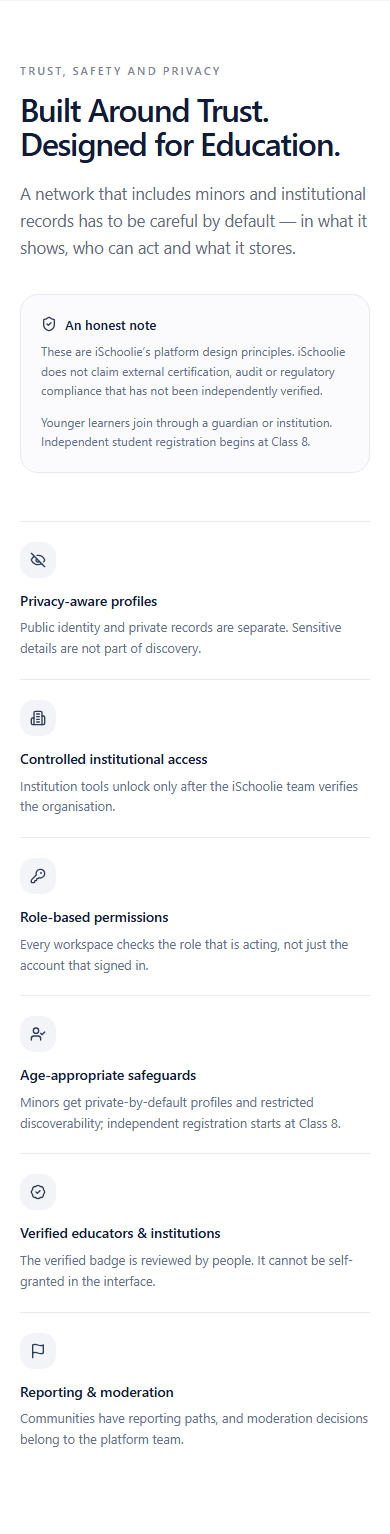 TRUST, SAFETY AND PRIVACY
Built Around Trust.
Designed for Education.
A network that includes minors and institutional
records has to be careful by default — in what it
shows, who can act and what it stores.
An honest note
These are iSchoolie's platform design principles. iSchoolie
does not claim external certification, audit or regulatory
compliance that has not been independently verified.
Younger learners join through a guardian or institution.
Independent student registration begins at Class 8.
Privacy-aware profiles
Public identity and private records are separate. Sensitive
details are not part of discovery.
Controlled institutional access
Institution tools unlock only after the iSchoolie team verifies
the organisation.
Role-based permissions
Every workspace checks the role that is acting, not just the
account that signed in.
Age-appropriate safeguards
Minors get private-by-default profiles and restricted
discoverability; independent registration starts at Class 8.
Verified educators & institutions
The verified badge is reviewed by people. It cannot be self-
granted in the interface.
Reporting & moderation
Communities have reporting paths, and moderation decisions
belong to the platform team.